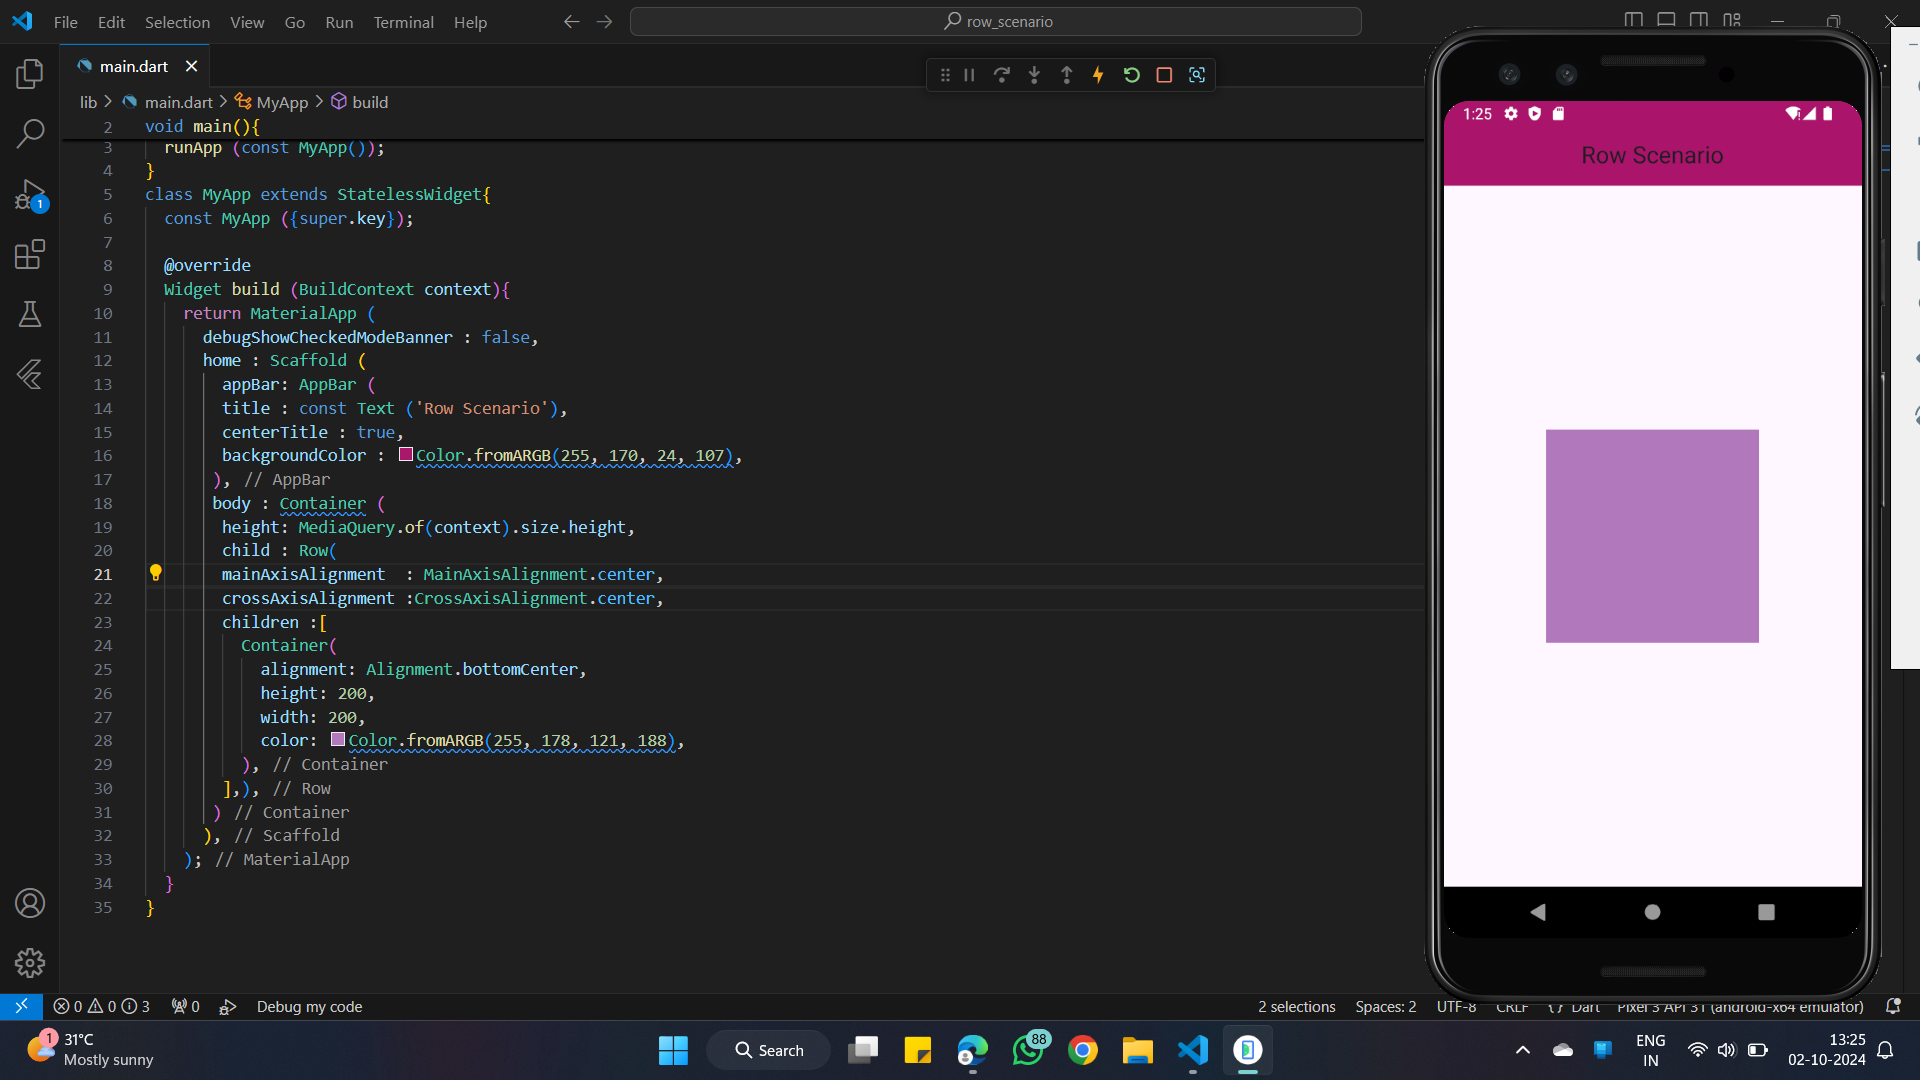 File Edit Selection View Go Run Terminal Help
row_scenario
main.dart
lib > main.dart > MyApp > build
2 void main(){
3 runApp (const MyApp());
4 }
5 class MyApp extends StatelessWidget{
6 const MyApp ({super.key});
7
8 @override
9 Widget build (BuildContext context){
10 return MaterialApp (
11 debugShowCheckedModeBanner : false,
12 home : Scaffold (
13 appBar: AppBar (
14 title : const Text ('Row Scenario'),
15 centerTitle : true,
16 backgroundColor : Color.fromARGB(255, 170, 24, 107),
17 ), // AppBar
18 body : Container (
19 height: MediaQuery.of(context).size.height,
20 child : Row(
21 mainAxisAlignment  : MainAxisAlignment.center,
22 crossAxisAlignment :CrossAxisAlignment.center,
23 children :[
24 Container(
25 alignment: Alignment.bottomCenter,
26 height: 200,
27 width: 200,
28 color: Color.fromARGB(255, 178, 121, 188),
29 ), // Container
30 ],), // Row
31 ) // Container
32 ), // Scaffold
33 ); // MaterialApp
34 }
35 }
1
1:25
Row Scenario
0 0 3 0 Debug my code
2 selections Spaces: 2 UTF-8 CRLF {} Dart Pixel 3 API 31 (android-x64 emulator)
1
31°C
Mostly sunny
Search
88
ENG
IN
13:25
02-10-2024